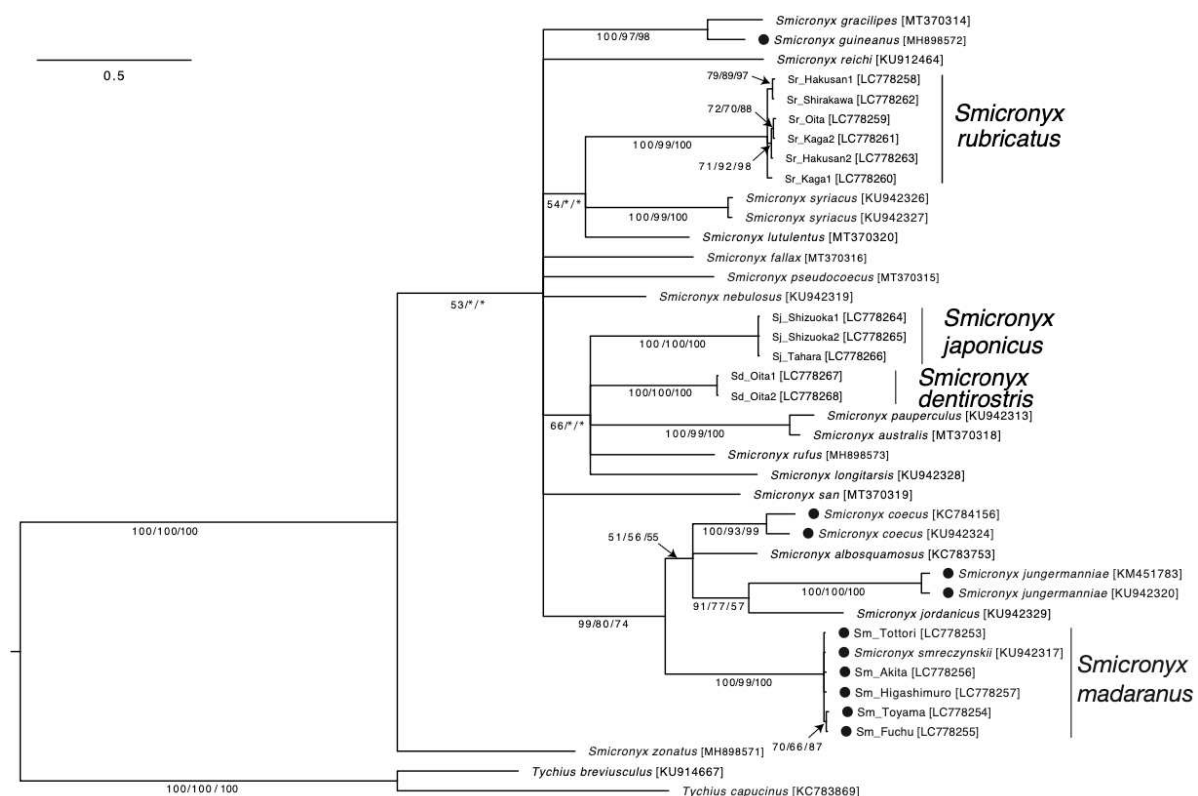 Smicronyx gracilipes [MT370314]
100/97/98
Smicronyx guineanus [MH898572]
0.5
Smicronyx reichi [KU912464]
79/89/97
Sr_Hakusan1 [LC778258]
Sr_Shirakawa [LC778262]
72/70/88
Sr_Oita [LC778259]
Smicronyx
rubricatus
100/99/100
Sr_Kaga2 [LC778261]
71/92/98
Sr_Hakusan2 [LC778263]
Sr_Kaga1 [LC778260]
54/*/*
Smicronyx syriacus [KU942326]
100/99/100
Smicronyx syriacus [KU942327]
Smicronyx lutulentus [MT370320]
Smicronyx fallax [MT370316]
Smicronyx pseudocoecus [MT370315]
53/*/*
Smicronyx nebulosus [KU942319]
Sj_Shizuoka1 [LC778264]
Smicronyx
japonicus
100/100/100
Sj_Shizuoka2 [LC778265]
Sj_Tahara [LC778266]
Sd_Oita1 [LC778267]
Smicronyx
dentirostris
100/100/100
Sd_Oita2 [LC778268]
66/*/*
Smicronyx pauperculus [KU942313]
100/99/100
Smicronyx australis [MT370318]
Smicronyx rufus [MH898573]
Smicronyx longitarsis [KU942328]
Smicronyx san [MT370319]
100/100/100
Smicronyx coecus [KC784156]
51/56/55
100/93/99
Smicronyx coecus [KU942324]
Smicronyx albosquamosus [KC783753]
Smicronyx jungermanniae [KM451783]
91/77/57
100/100/100
Smicronyx jungermanniae [KU942320]
Smicronyx jordanicus [KU942329]
99/80/74
Sm_Tottori [LC778253]
Smicronyx smreczynskii [KU942317]
Smicronyx
madaranus
100/99/100
Sm_Akita [LC778256]
Sm_Higashimuro [LC778257]
Sm_Toyama [LC778254]
70/66/87
Sm_Fuchu [LC778255]
Smicronyx zonatus [MH898571]
Tychius breviusculus [KU914667]
100/100/100
Tychius capucinus [KC783869]